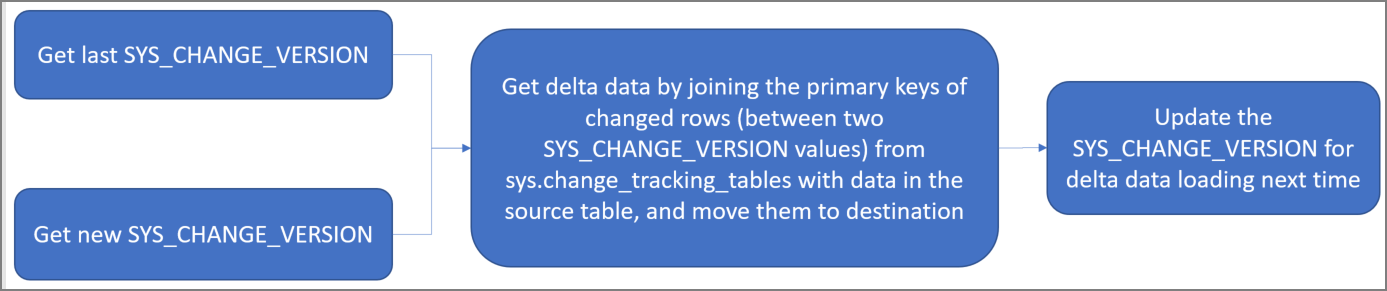 Get last SYS_CHANGE_VERSION
Get new SYS_CHANGE_VERSION
Get delta data by joining the primary keys of
changed rows (between two
SYS_CHANGE_VERSION values) from
sys.change_tracking_tables with data in the
source table, and move them to destination
Update the
SYS_CHANGE_VERSION for
delta data loading next time